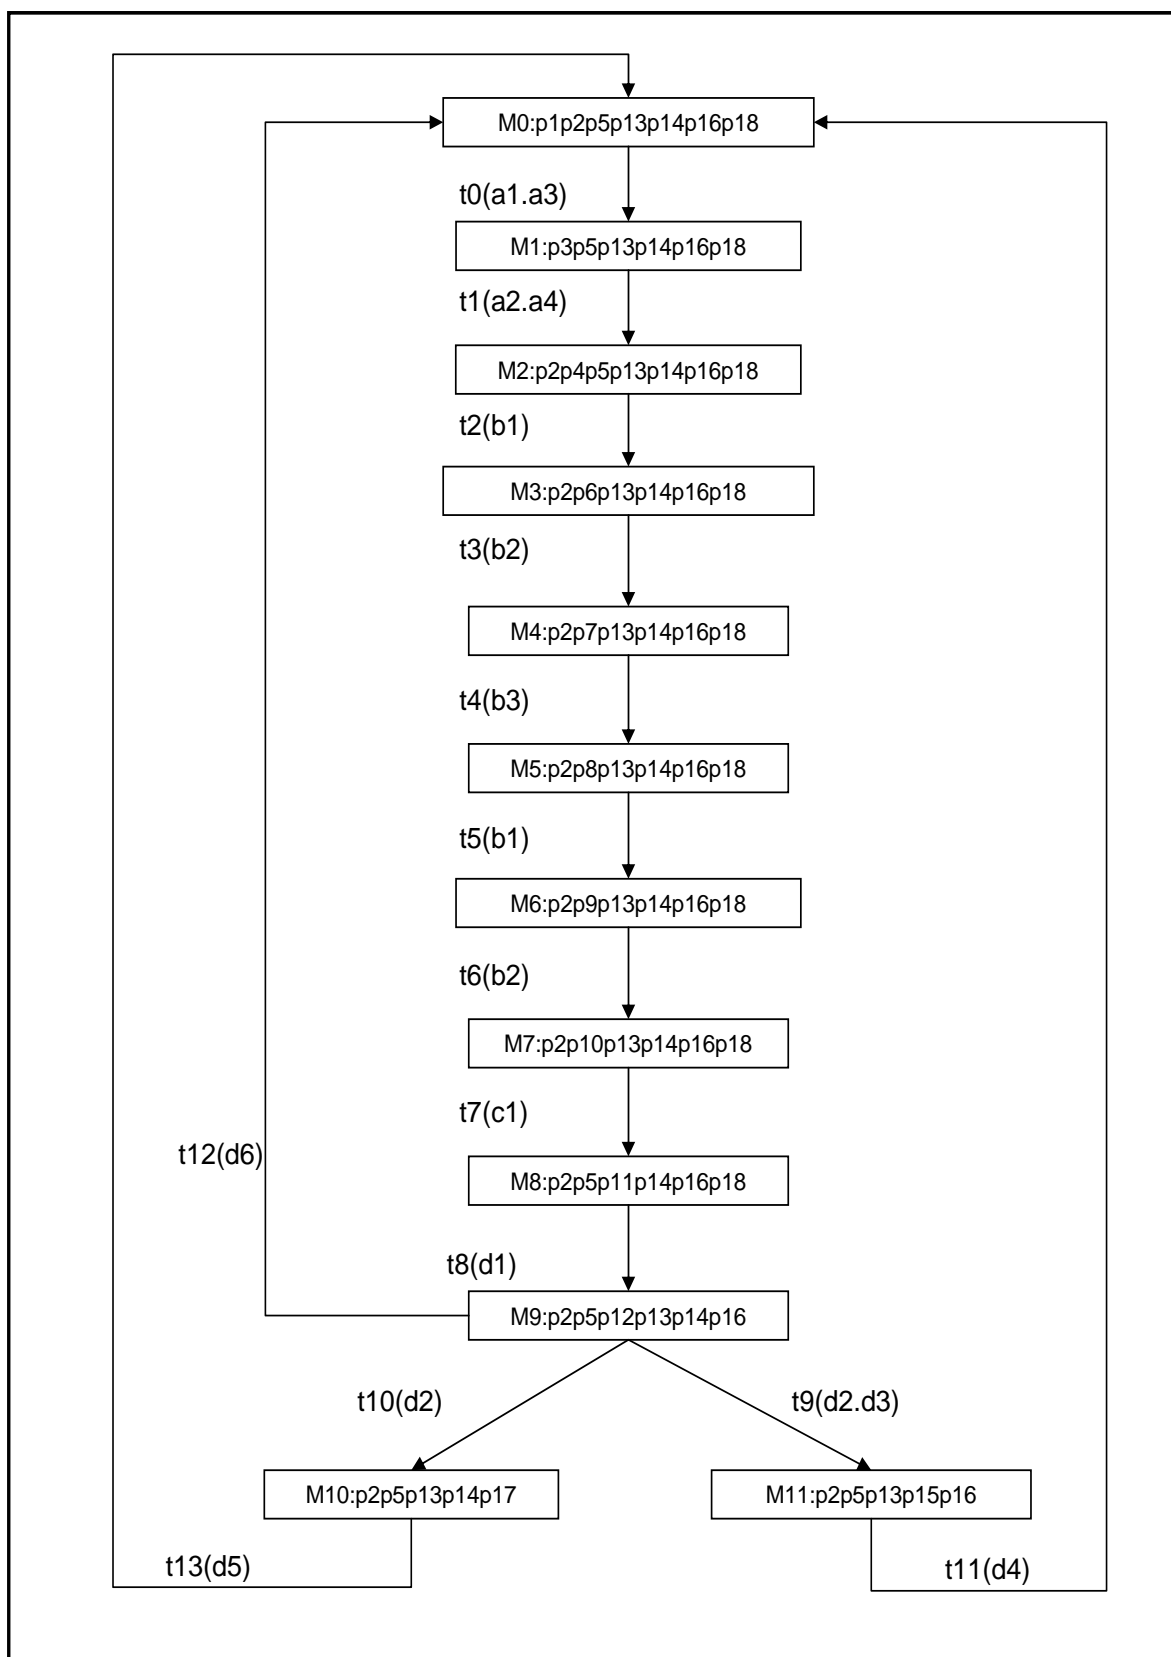 M0:p1p2p5p13p14p16p18
t0(a1.a3)
M1:p3p5p13p14p16p18
t1(a2.a4)
M2:p2p4p5p13p14p16p18
t2(b1)
M3:p2p6p13p14p16p18
t3(b2)
M4:p2p7p13p14p16p18
t4(b3)
M5:p2p8p13p14p16p18
t5(b1)
M6:p2p9p13p14p16p18
t6(b2)
M7:p2p10p13p14p16p18
t7(c1)
t12(d6)
M8:p2p5p11p14p16p18
t8(d1)
M9:p2p5p12p13p14p16
t10(d2)
t9(d2.d3)
M10:p2p5p13p14p17
M11:p2p5p13p15p16
t13(d5)
t11(d4)